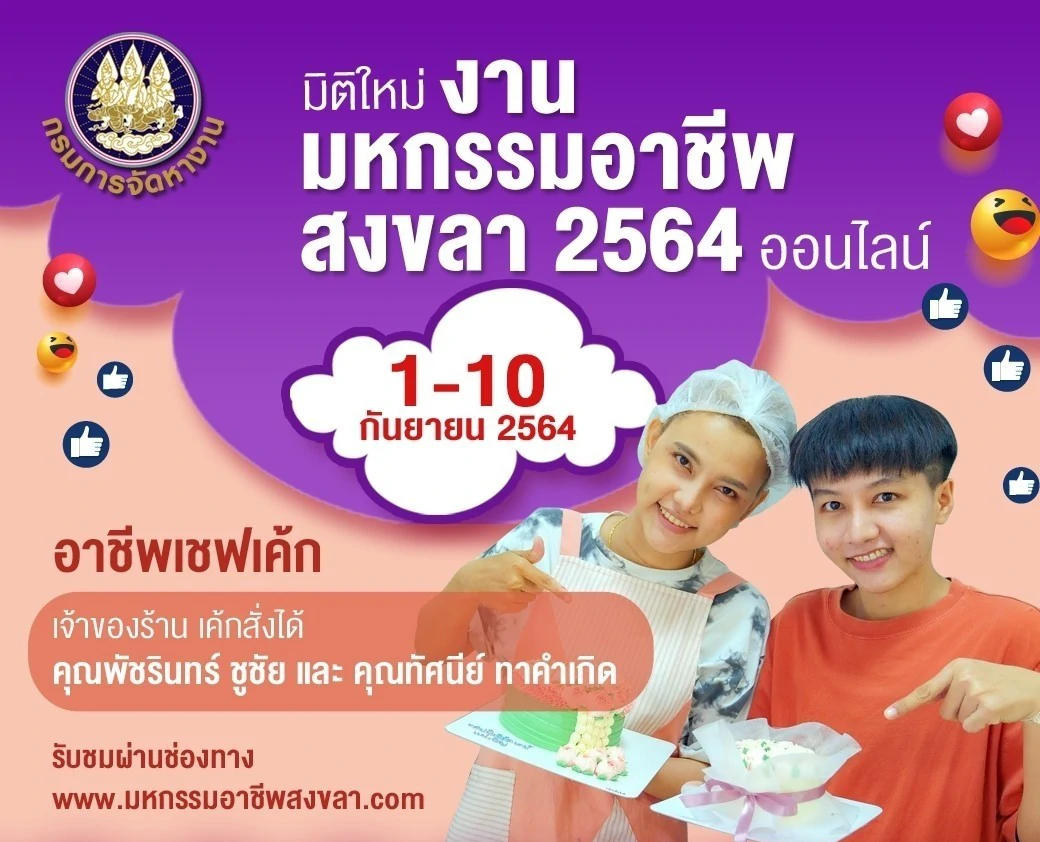 กรมการจัดหางาน
มิติใหม่ งาน
มหกรรมอาชีพ
สงขลา 2564 ออนไลน์
1-10
กันยายน 2564
อาชีพเชฟเค้ก
เจ้าของร้าน เค้กสั่งได้
คุณพัชรินทร์ ชูชัย และ คุณทัศนีย์ ทาคำเกิด
รับชมผ่านช่องทาง
www.มหกรรมอาชีพสงขลา.com